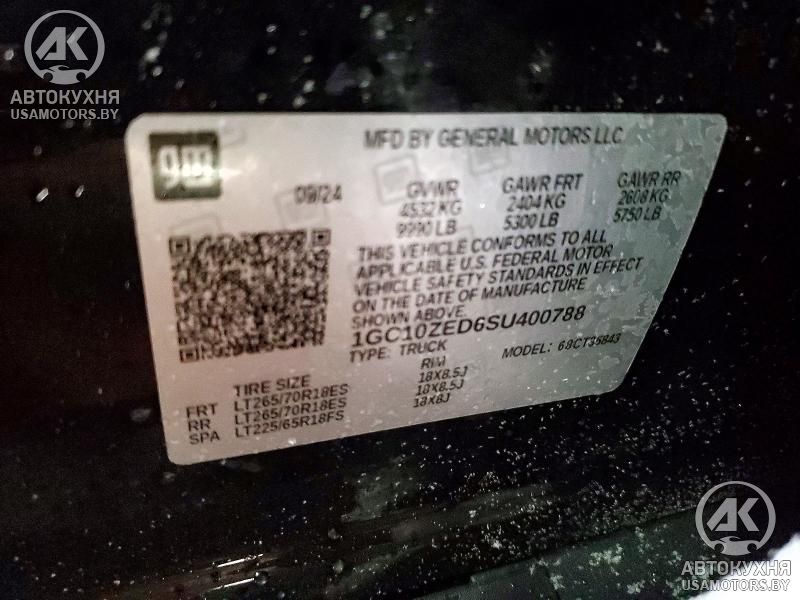 АК
АВТОКУХНЯ
USAMOTORS.BY
MFD BY GENERAL MOTORS LLC
gm
09/24
GVWR
4532 KG
9990 LB
GAWR FRT
2404 KG
5300 LB
GAWR RR
2608 KG
5750 LB
THIS VEHICLE CONFORMS TO ALL
APPLICABLE U.S. FEDERAL MOTOR
VEHICLE SAFETY STANDARDS IN EFFECT
ON THE DATE OF MANUFACTURE
SHOWN ABOVE.
1GC10ZED6SU400788
TYPE: TRUCK
MODEL: 68CT35843
TIRE SIZE
RIM
FRT LT265/70R18ES 18X8.5J
RR LT265/70R18ES 18X8.5J
SPA LT225/65R18FS 18X8J
АК
АВТОКУХНЯ
USAMOTORS.BY